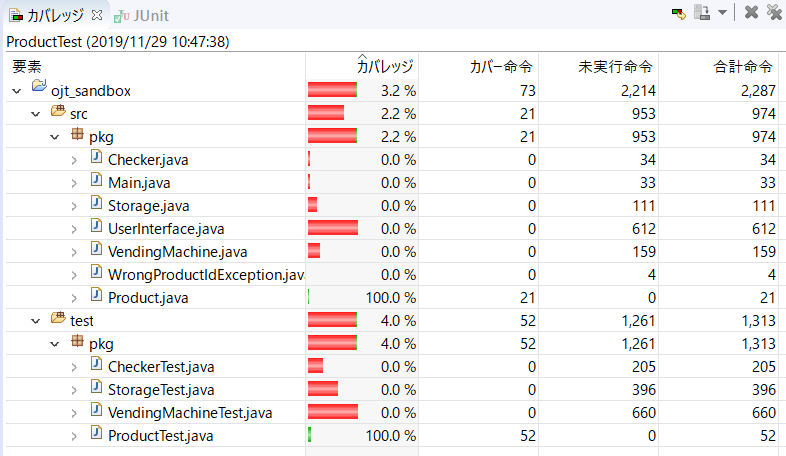 カバレッジ JUnit
ProductTest (2019/11/29 10:47:38)
要素 カバレッジ カバー命令 未実行命令 合計命令
ojt_sandbox 3.2 % 73 2,214 2,287
src 2.2 % 21 953 974
pkg 2.2 % 21 953 974
Checker.java 0.0 % 0 34 34
Main.java 0.0 % 0 33 33
Storage.java 0.0 % 0 111 111
UserInterface.java 0.0 % 0 612 612
VendingMachine.java 0.0 % 0 159 159
WrongProductIdException.java 0.0 % 0 4 4
Product.java 100.0 % 21 0 21
test 4.0 % 52 1,261 1,313
pkg 4.0 % 52 1,261 1,313
CheckerTest.java 0.0 % 0 205 205
StorageTest.java 0.0 % 0 396 396
VendingMachineTest.java 0.0 % 0 660 660
ProductTest.java 100.0 % 52 0 52